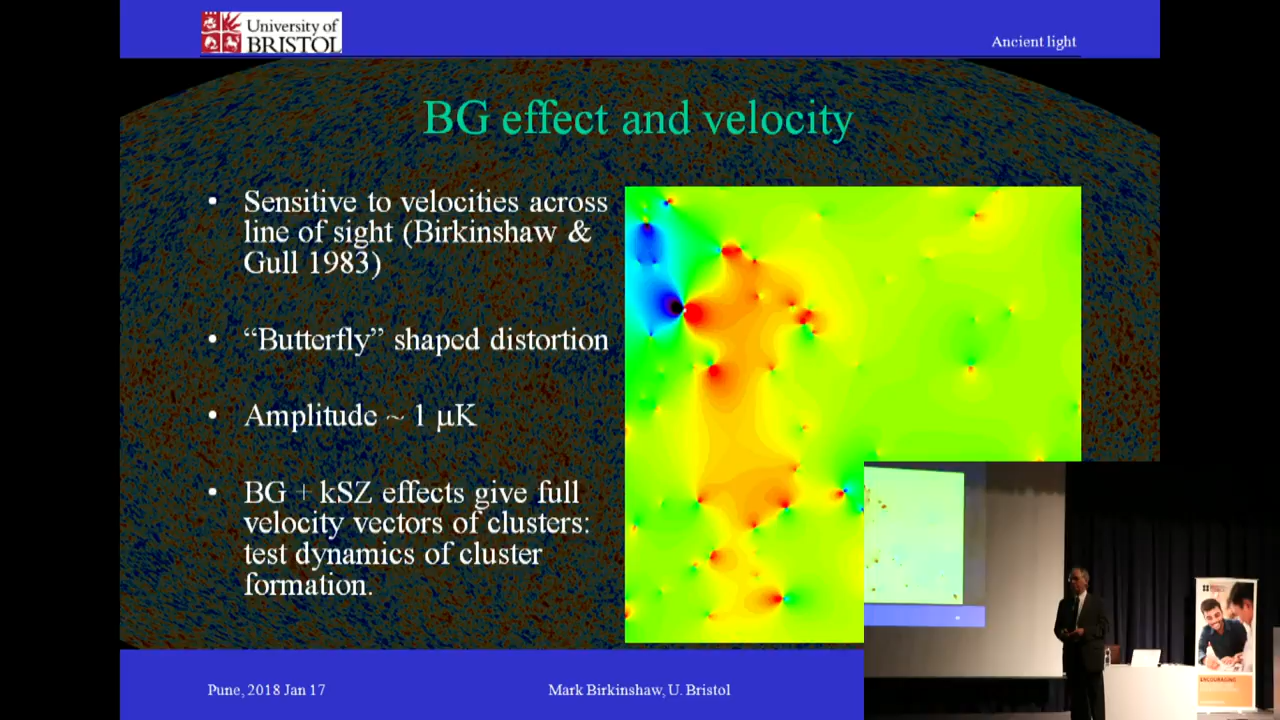 University of
BRISTOL
Ancient light
BG effect and velocity
• Sensitive to velocities across
line of sight (Birkinshaw &
Gull 1983)
• “Butterfly” shaped distortion
• Amplitude ~ 1 μK
• BG + kSZ effects give full
velocity vectors of clusters:
test dynamics of cluster
formation.
ENCOURAGING
Pune, 2018 Jan 17
Mark Birkinshaw, U. Bristol